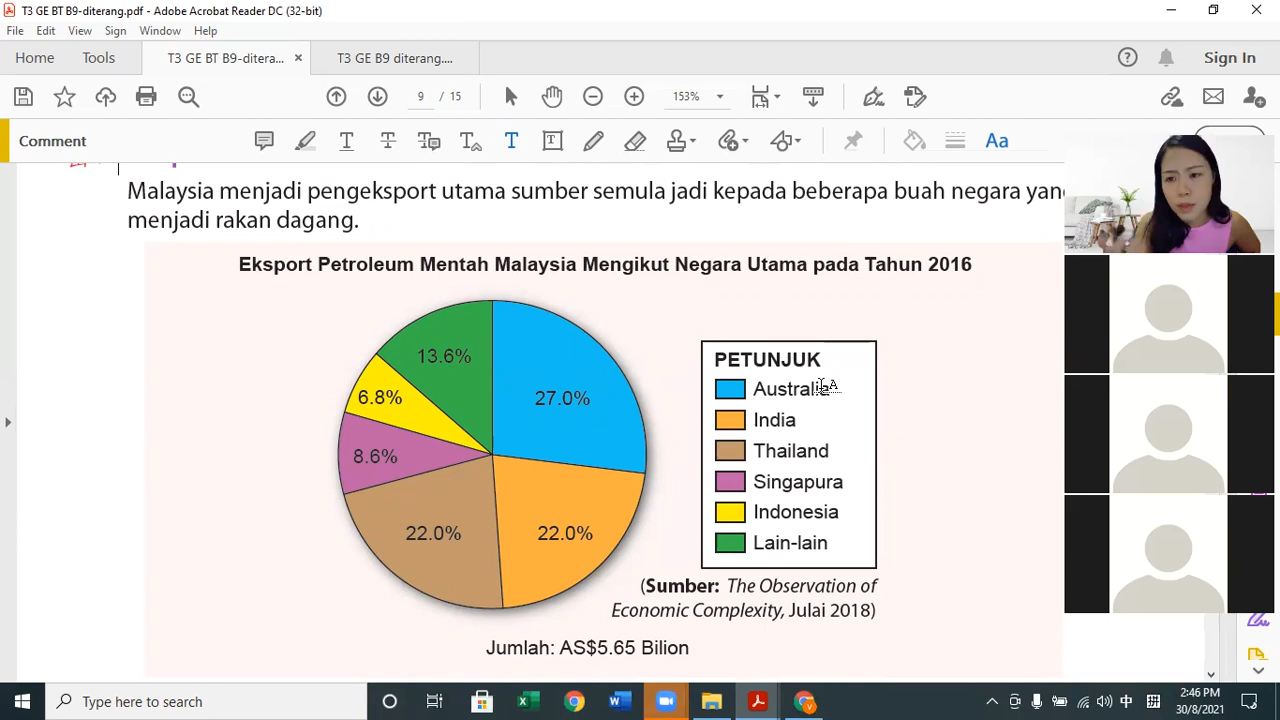 T3 GE BT B9-diterang.pdf - Adobe Acrobat Reader DC (32-bit)
File Edit View Sign Window Help
Home Tools T3 GE BT B9-ditera... × T3 GE B9 diterang.... Sign In
9 / 15 153%
Comment
Malaysia menjadi pengeksport utama sumber semula jadi kepada beberapa buah negara yang
menjadi rakan dagang.
Eksport Petroleum Mentah Malaysia Mengikut Negara Utama pada Tahun 2016
13.6%
6.8%
27.0%
8.6%
22.0%
22.0%
PETUNJUK
Australia
India
Thailand
Singapura
Indonesia
Lain-lain
(Sumber: The Observation of
Economic Complexity, Julai 2018)
Jumlah: AS$5.65 Bilion
Type here to search
中 拼
2:46 PM
30/8/2021